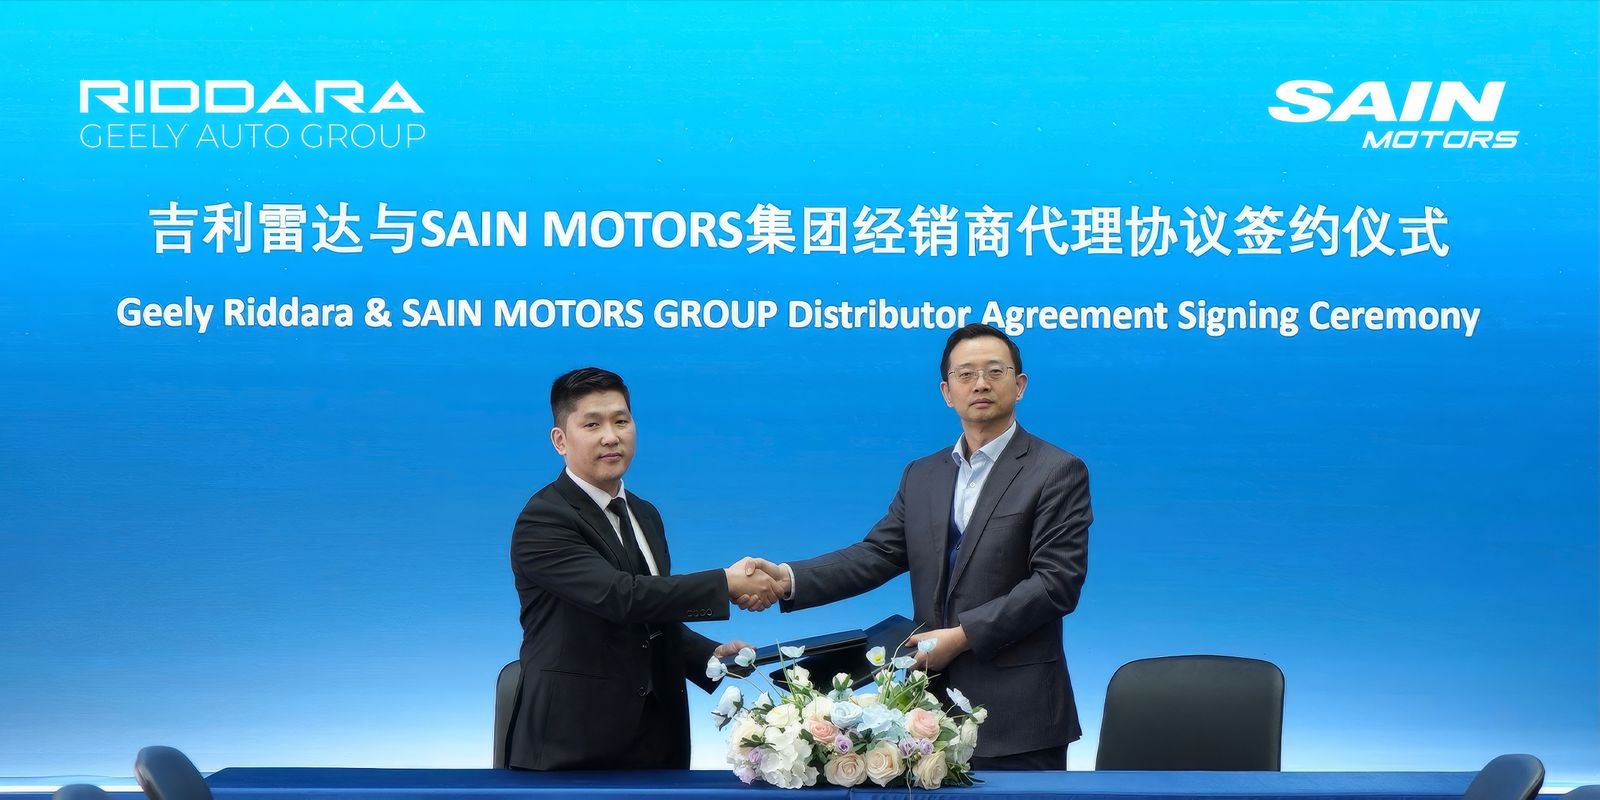 RIDDARA
GEELY AUTO GROUP
SAIN
MOTORS
吉利雷达与SAIN MOTORS集团经销商代理协议签约仪式
Geely Riddara & SAIN MOTORS GROUP Distributor Agreement Signing Ceremony